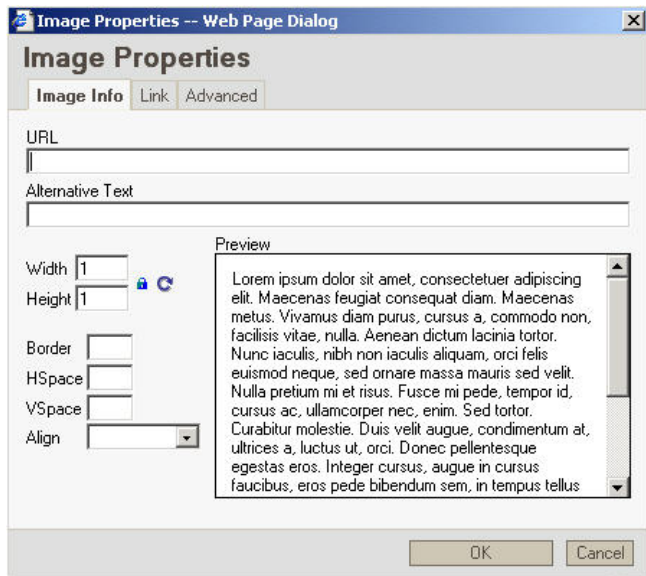 Image Properties -- Web Page Dialog
Image Properties
Image Info Link Advanced
URL
Alternative Text
Preview
Width 1
Height 1
Border
HSpace
VSpace
Align
Lorem ipsum dolor sit amet, consectetuer adipiscing
elit. Maecenas feugiat consequat diam. Maecenas
metus. Vivamus diam purus, cursus a, commodo non,
facilisis vitae, nulla. Aenean dictum lacinia tortor.
Nunc iaculis, nibh non iaculis aliquam, orci felis
euismod neque, sed ornare massa mauris sed velit.
Nulla pretium mi et risus. Fusce mi pede, tempor id,
cursus ac, ullamcorper nec, enim. Sed tortor.
Curabitur molestie. Duis velit augue, condimentum at,
ultrices a, luctus ut, orci. Donec pellentesque
egestas eros. Integer cursus, augue in cursus
faucibus, eros pede bibendum sem, in tempus tellus
OK Cancel